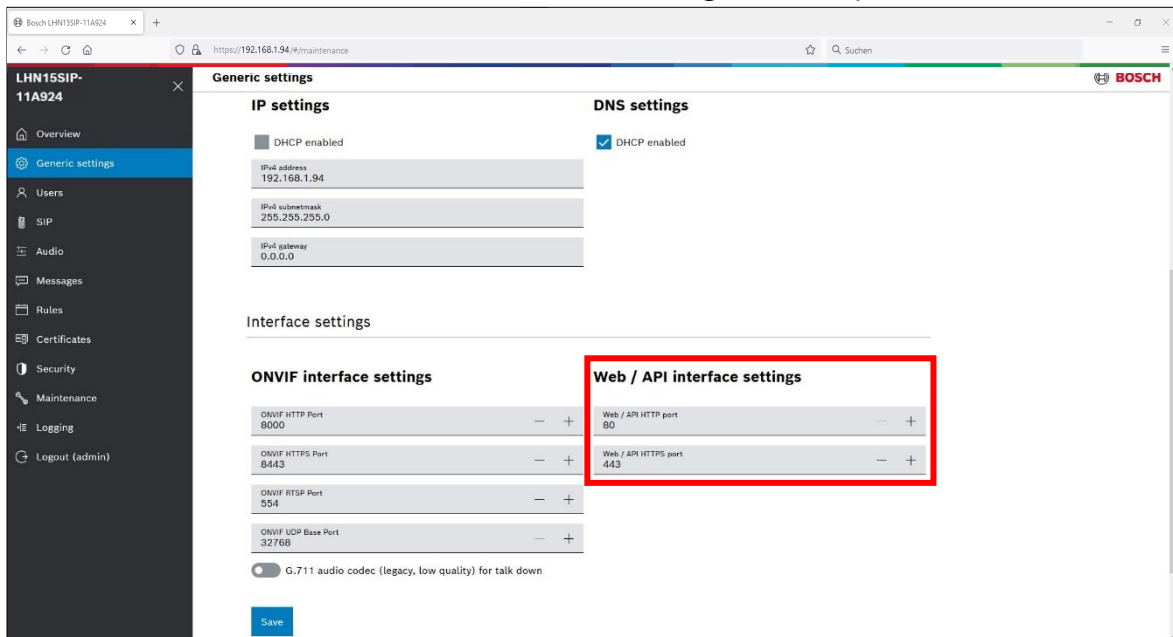 Bosch LHN15SIP-11A924
https://192.168.1.94/#/maintenance
Suchen
LHN15SIP-
11A924
Generic settings
BOSCH
Overview
Generic settings
Users
SIP
Audio
Messages
Rules
Certificates
Security
Maintenance
Logging
Logout (admin)
IP settings
DHCP enabled
IPv4 address
192.168.1.94
IPv4 subnetmask
255.255.255.0
IPv4 gateway
0.0.0.0
DNS settings
DHCP enabled
Interface settings
ONVIF interface settings
ONVIF HTTP Port
8000
ONVIF HTTPS Port
8443
ONVIF RTSP Port
554
ONVIF UDP Base Port
32768
G.711 audio codec (legacy, low quality) for talk down
Web / API interface settings
Web / API HTTP port
80
Web / API HTTPS port
443
Save